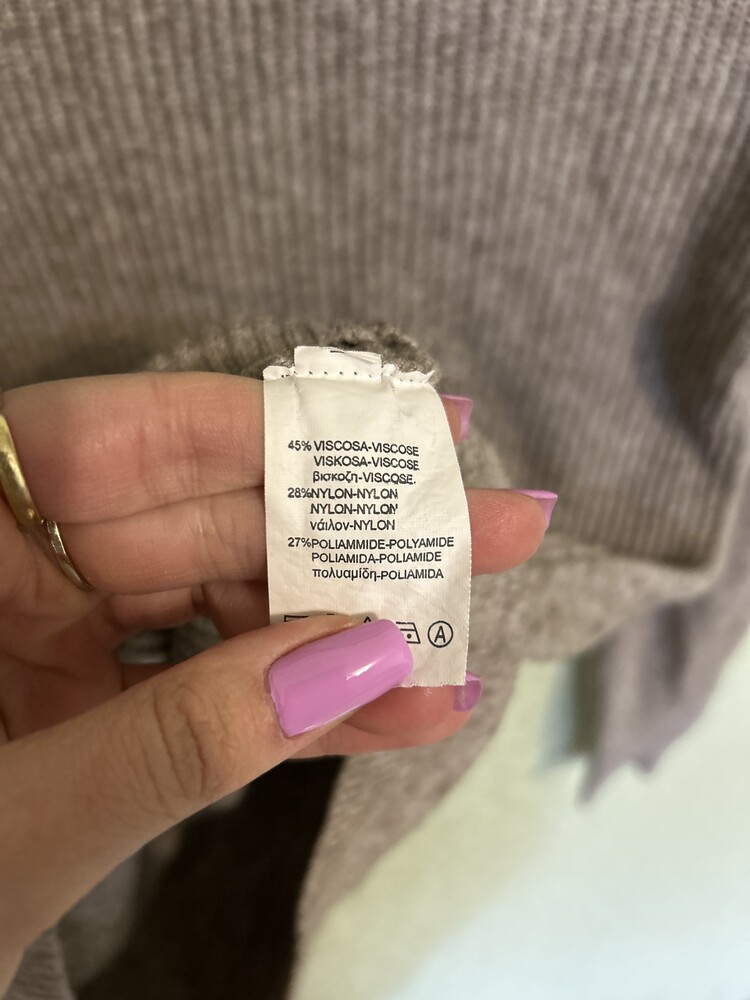 45% VISCOSA-VISCOSE
VISKOSA-VISCOSE
βισκοζη-VISCOSE.
28%NYLON-NYLON
NYLON-NYLON
νάιλον-NYLON
27%POLIAMMIDE-POLYAMIDE
POLIAMIDA-POLIAMIDE
πολυαμίδη-POLIAMIDA
A